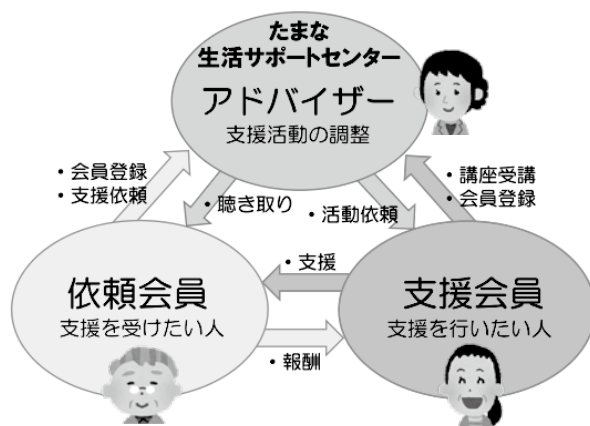 たまな
生活サポートセンター
アドバイザー
支援活動の調整
・会員登録
・支援依頼
・聴き取り
・活動依頼
・講座受講
・会員登録
依頼会員
支援を受けたい人
・支援
・報酬
支援会員
支援を行いたい人